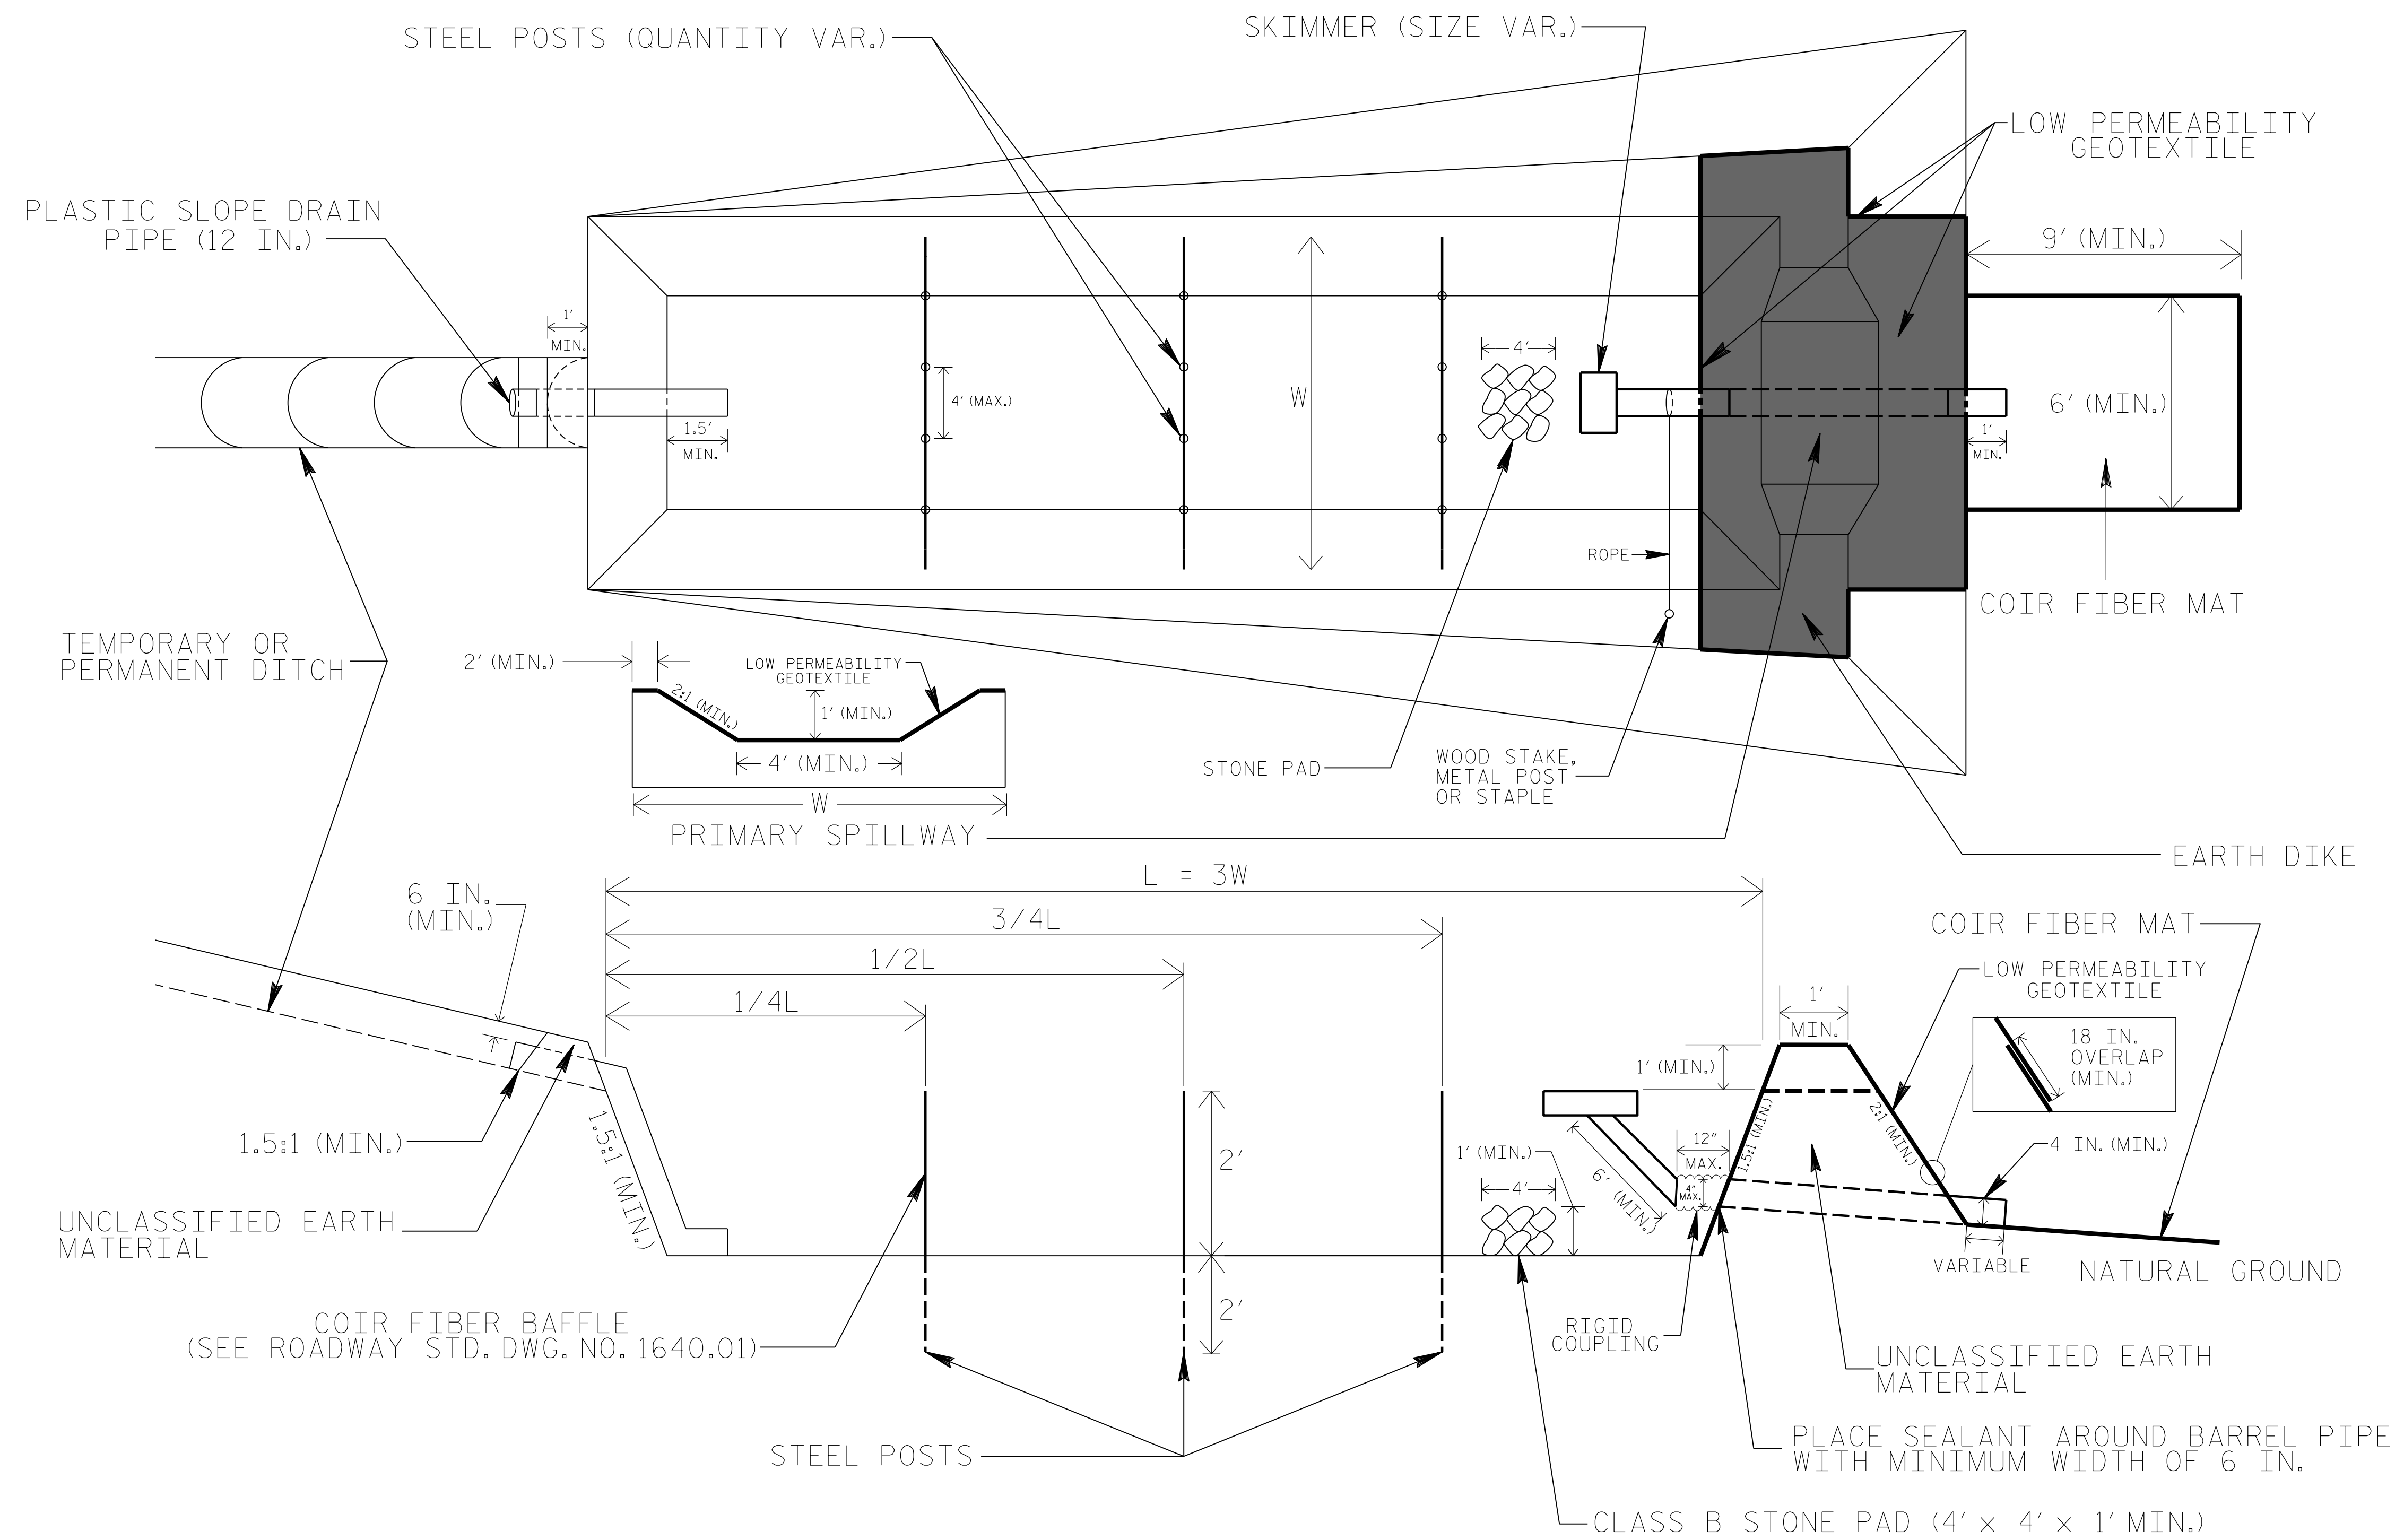 STEEL POSTS (QUANTITY VAR.)
SKIMMER (SIZE VAR.)
LOW PERMEABILITY
GEOTEXTILE
PLASTIC SLOPE DRAIN
PIPE (12 IN.)
9' (MIN.)
1'
MIN.
4'
W
4' (MAX.)
6' (MIN.)
1.5'
MIN.
1'
MIN.
ROPE
COIR FIBER MAT
TEMPORARY OR
PERMANENT DITCH
2' (MIN.)
LOW PERMEABILITY
GEOTEXTILE
2:1 (MIN.)
1' (MIN.)
4' (MIN.)
W
PRIMARY SPILLWAY
STONE PAD
WOOD STAKE,
METAL POST
OR STAPLE
EARTH DIKE
L = 3W
3/4L
1/2L
1/4L
6 IN.
(MIN.)
COIR FIBER MAT
LOW PERMEABILITY
GEOTEXTILE
1'
MIN.
18 IN.
OVERLAP
(MIN.)
1' (MIN.)
1.5:1 (MIN.)
1.5:1 (MIN.)
2'
1' (MIN.)
4'
6' (MIN.)
12"
MAX.
4"
MAX.
1.5:1 (MIN.)
2:1 (MIN.)
4 IN. (MIN.)
VARIABLE
NATURAL GROUND
UNCLASSIFIED EARTH
MATERIAL
2'
COIR FIBER BAFFLE
(SEE ROADWAY STD. DWG. NO. 1640.01)
RIGID
COUPLING
UNCLASSIFIED EARTH
MATERIAL
STEEL POSTS
PLACE SEALANT AROUND BARREL PIPE
WITH MINIMUM WIDTH OF 6 IN.
CLASS B STONE PAD (4' x 4' x 1' MIN.)